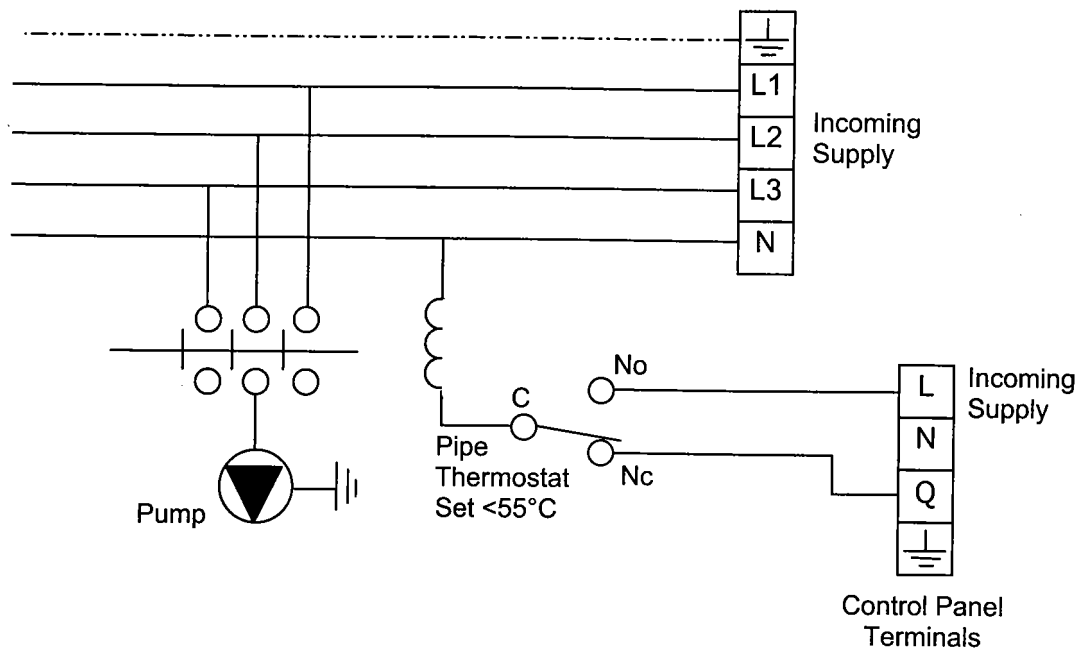 L1
L2
L3
N
Incoming
Supply
No
C
Nc
Pipe
Thermostat
Set <55°C
Pump
L
N
Q
Incoming
Supply
Control Panel
Terminals